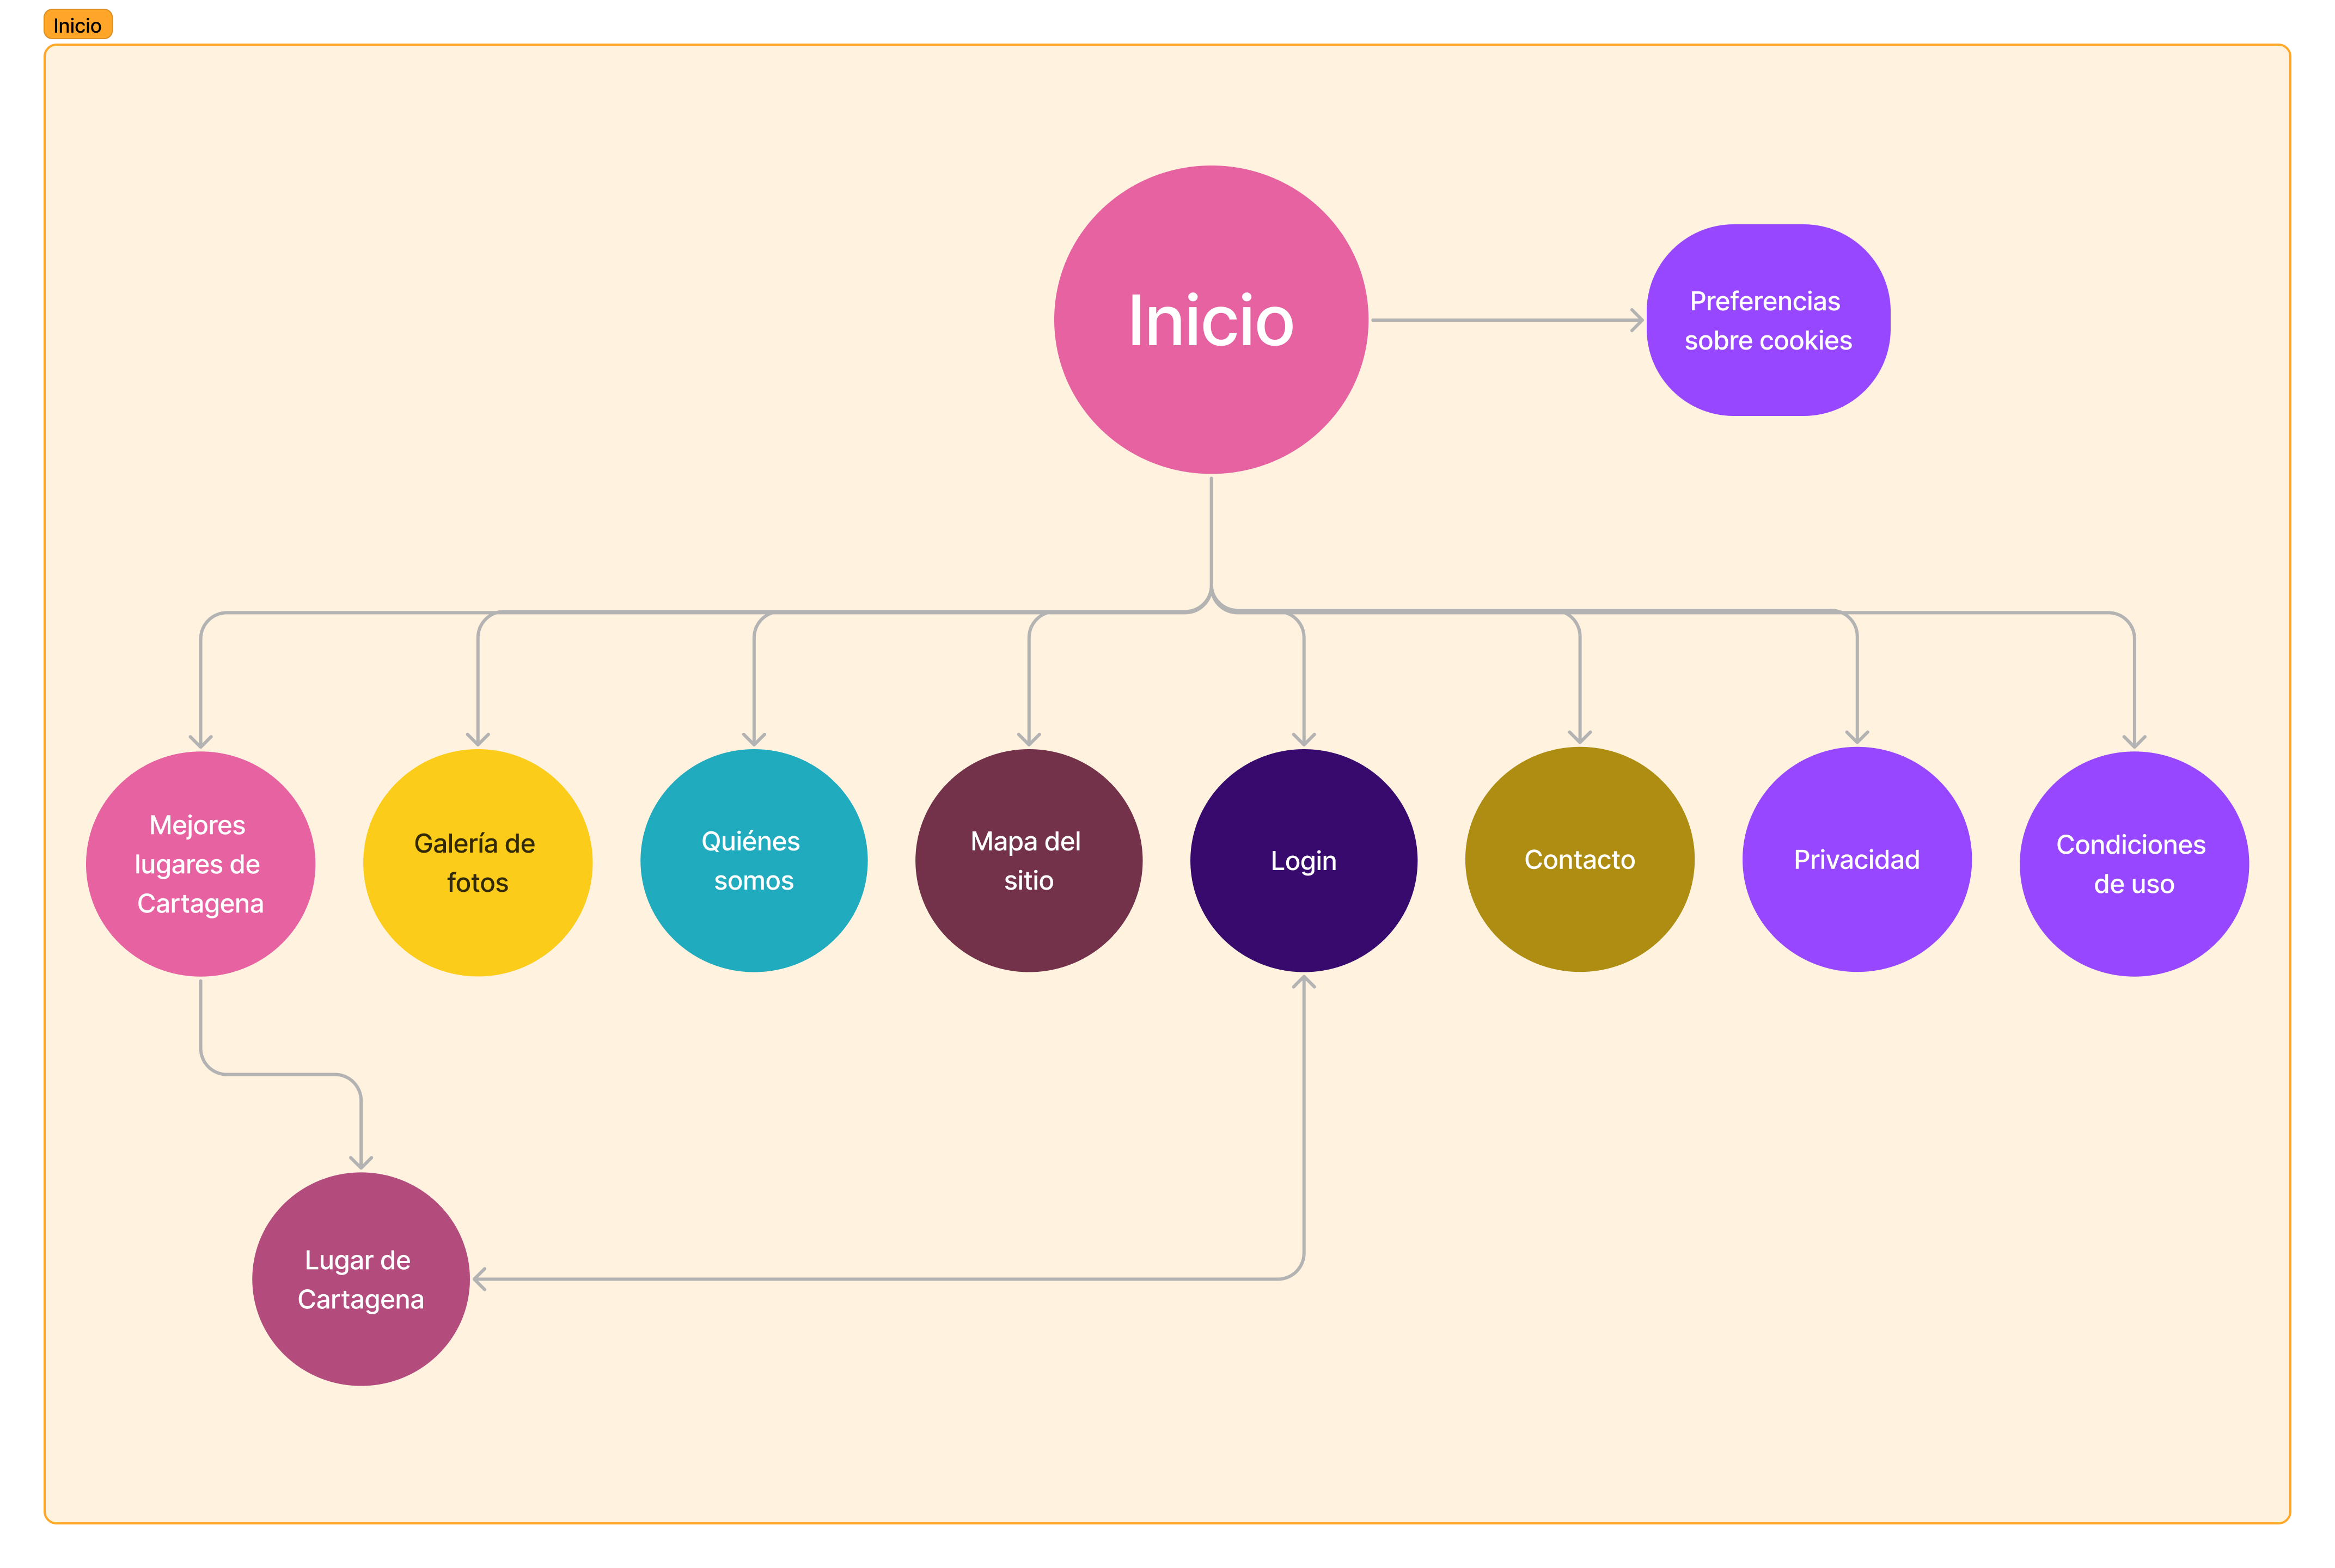 Inicio
Inicio
Preferencias
sobre cookies
Mejores
lugares de
Cartagena
Galería de
fotos
Quiénes
somos
Mapa del
sitio
Login
Contacto
Privacidad
Condiciones
de uso
Lugar de
Cartagena